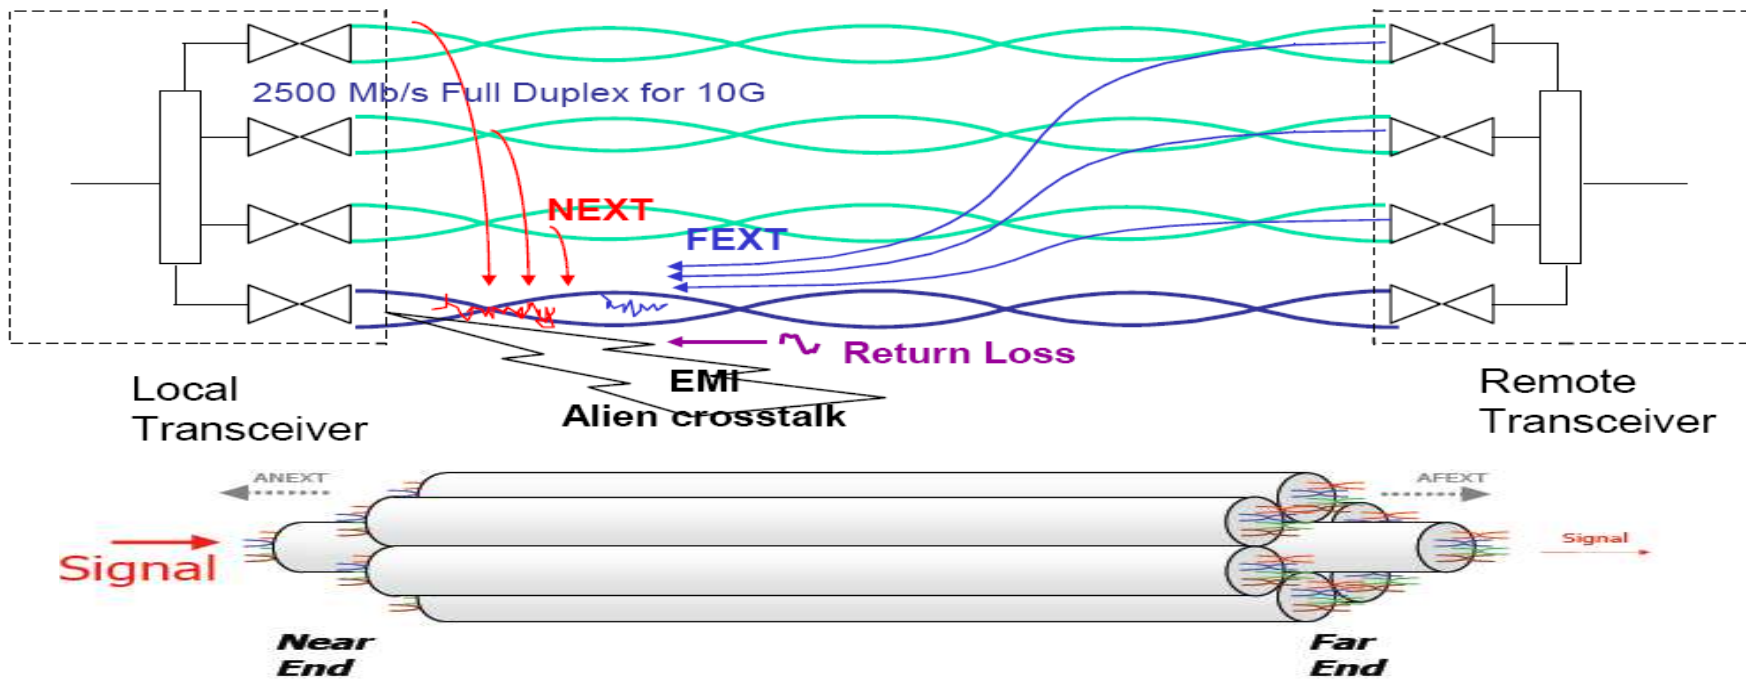 2500 Mb/s Full Duplex for 10G
NEXT
FEXT
Return Loss
EMI
Alien crosstalk
Local
Transceiver
Remote
Transceiver
ANEXT
AFEXT
Signal
Signal
Near
End
Far
End